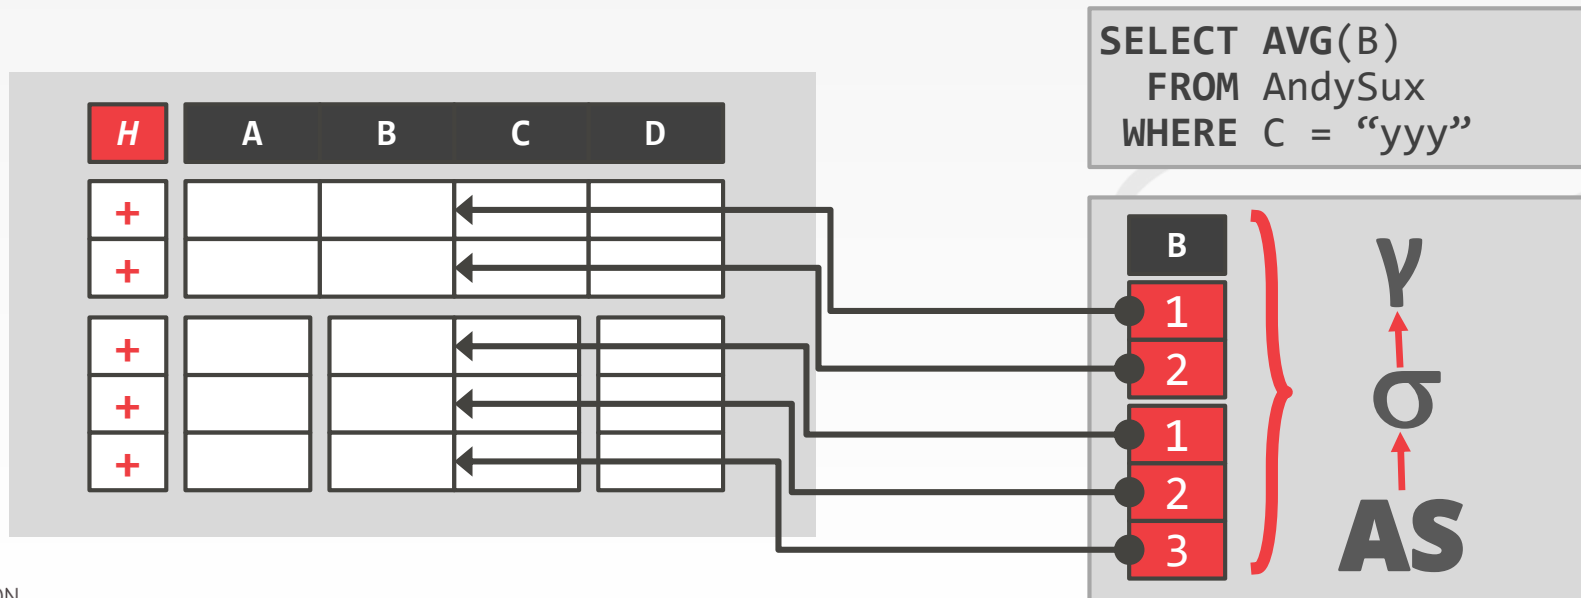 SELECT AVG(B)
FROM AndySux
WHERE C = “yyy”
H A B C D
+
+
+
+
+
B
1
2
1
2
3
γ
σ
AS